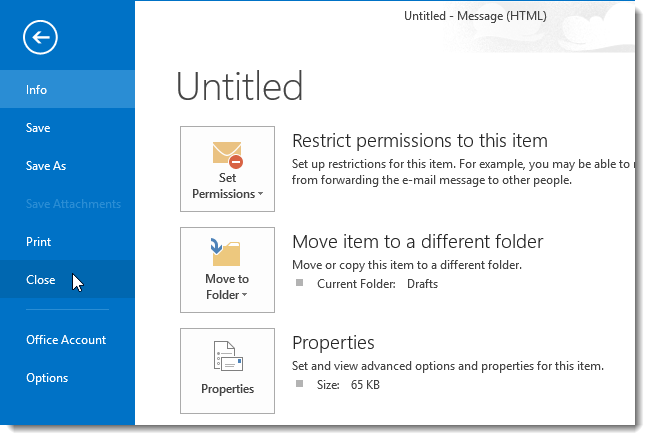 Untitled - Message (HTML)
Info
Save
Save As
Save Attachments
Print
Close
Office Account
Options
Untitled
Set
Permissions
Restrict permissions to this item
Set up restrictions for this item. For example, you may be able to
from forwarding the e-mail message to other people.
Move to
Folder
Move item to a different folder
Move or copy this item to a different folder.
Current Folder: Drafts
Properties
Properties
Set and view advanced options and properties for this item.
Size: 65 KB